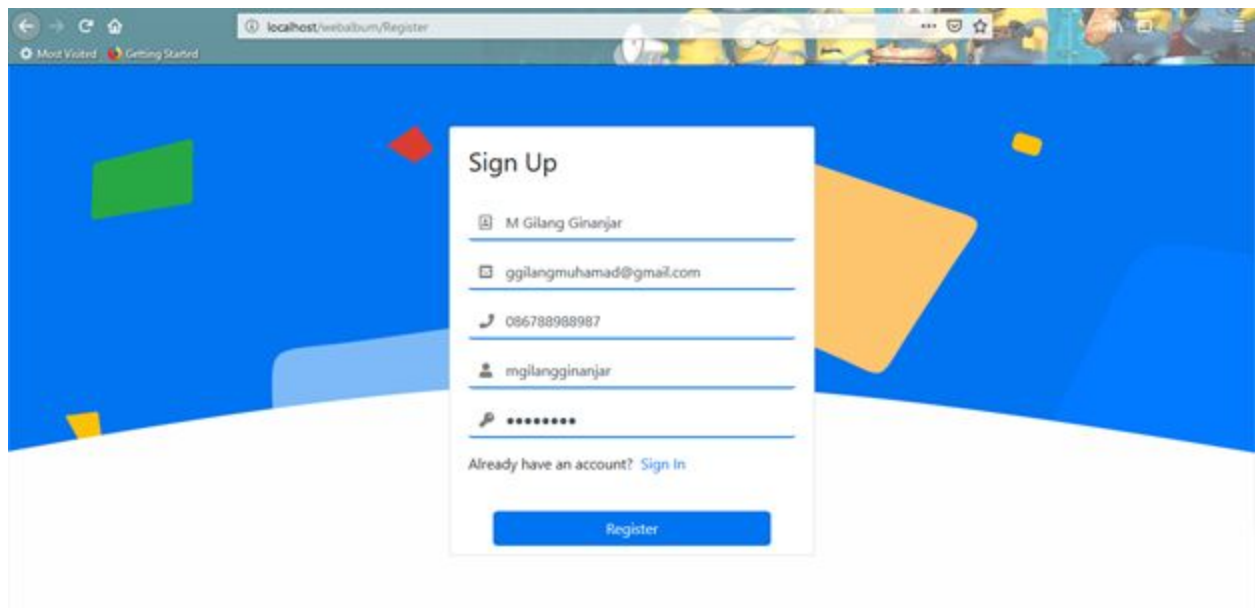 localhost/webalbum/Register
Most Visited Getting Started
Sign Up
M Gilang Ginanjar
ggilangmuhamad@gmail.com
086788988987
mgilangginanjar
••••••••
Already have an account? Sign In
Register